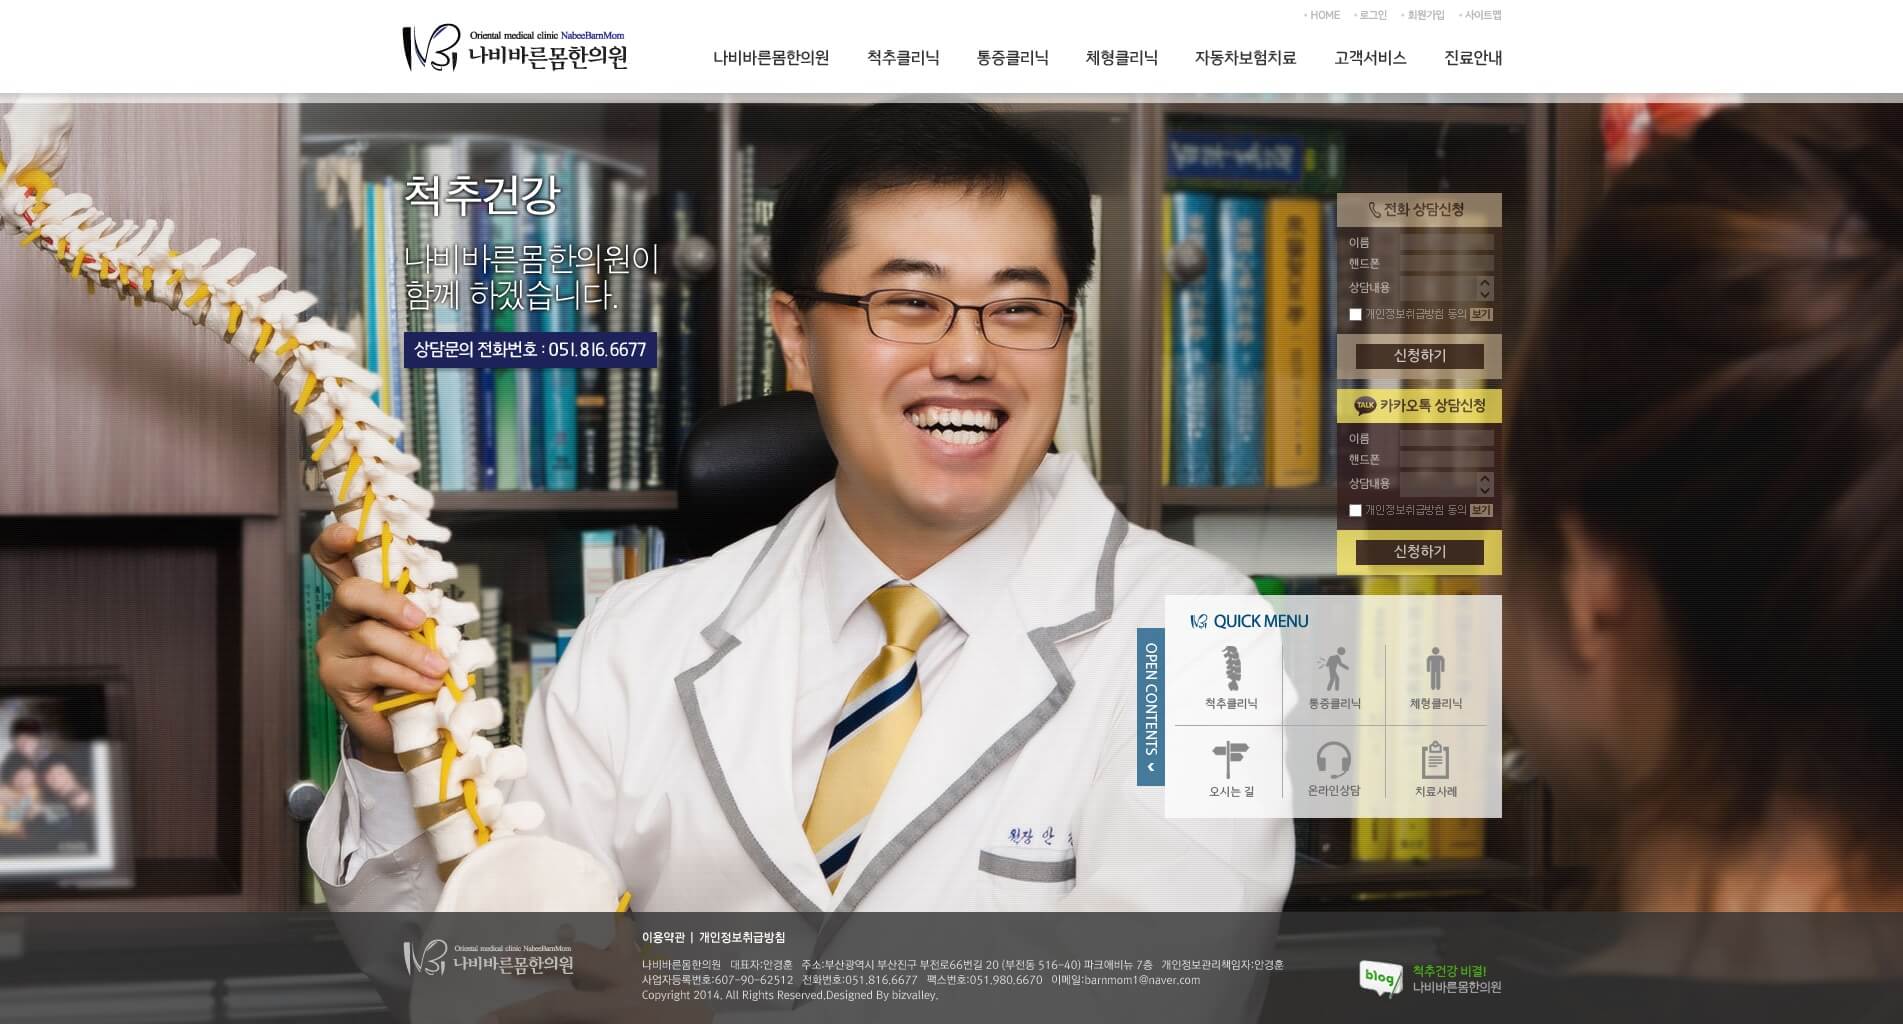 HOME 로그인 회원가입 사이트맵
Oriental medical clinic NabeeBarnMom
나비바른몸한의원
나비바른몸한의원 척추클리닉 통증클리닉 체형클리닉 자동차보험치료 고객서비스 진료안내
척추건강
나비바른몸한의원이
함께 하겠습니다.
상담문의 전화번호 : 051.816.6677
전화 상담신청
이름
핸드폰
상담내용
개인정보취급방침 동의 보기
신청하기
TALK 카카오톡 상담신청
이름
핸드폰
상담내용
개인정보취급방침 동의 보기
신청하기
OPEN CONTENTS
QUICK MENU
척추클리닉 통증클리닉 체형클리닉
오시는 길 온라인상담 치료사례
원장 안
Oriental medical clinic NabeeBarnMom
나비바른몸한의원
이용약관 | 개인정보취급방침
나비바른몸한의원 대표자:안경훈 주소:부산광역시 부산진구 부전로66번길 20 (부전동 516-40) 파크애비뉴 7층 개인정보관리책임자:안경훈
사업자등록번호:607-90-62512 전화번호:051.816.6677 팩스번호:051.980.6670 이메일:barnmom1@naver.com
Copyright 2014. All Rights Reserved.Designed By bizvalley.
blog 척추건강 비결!
나비바른몸한의원